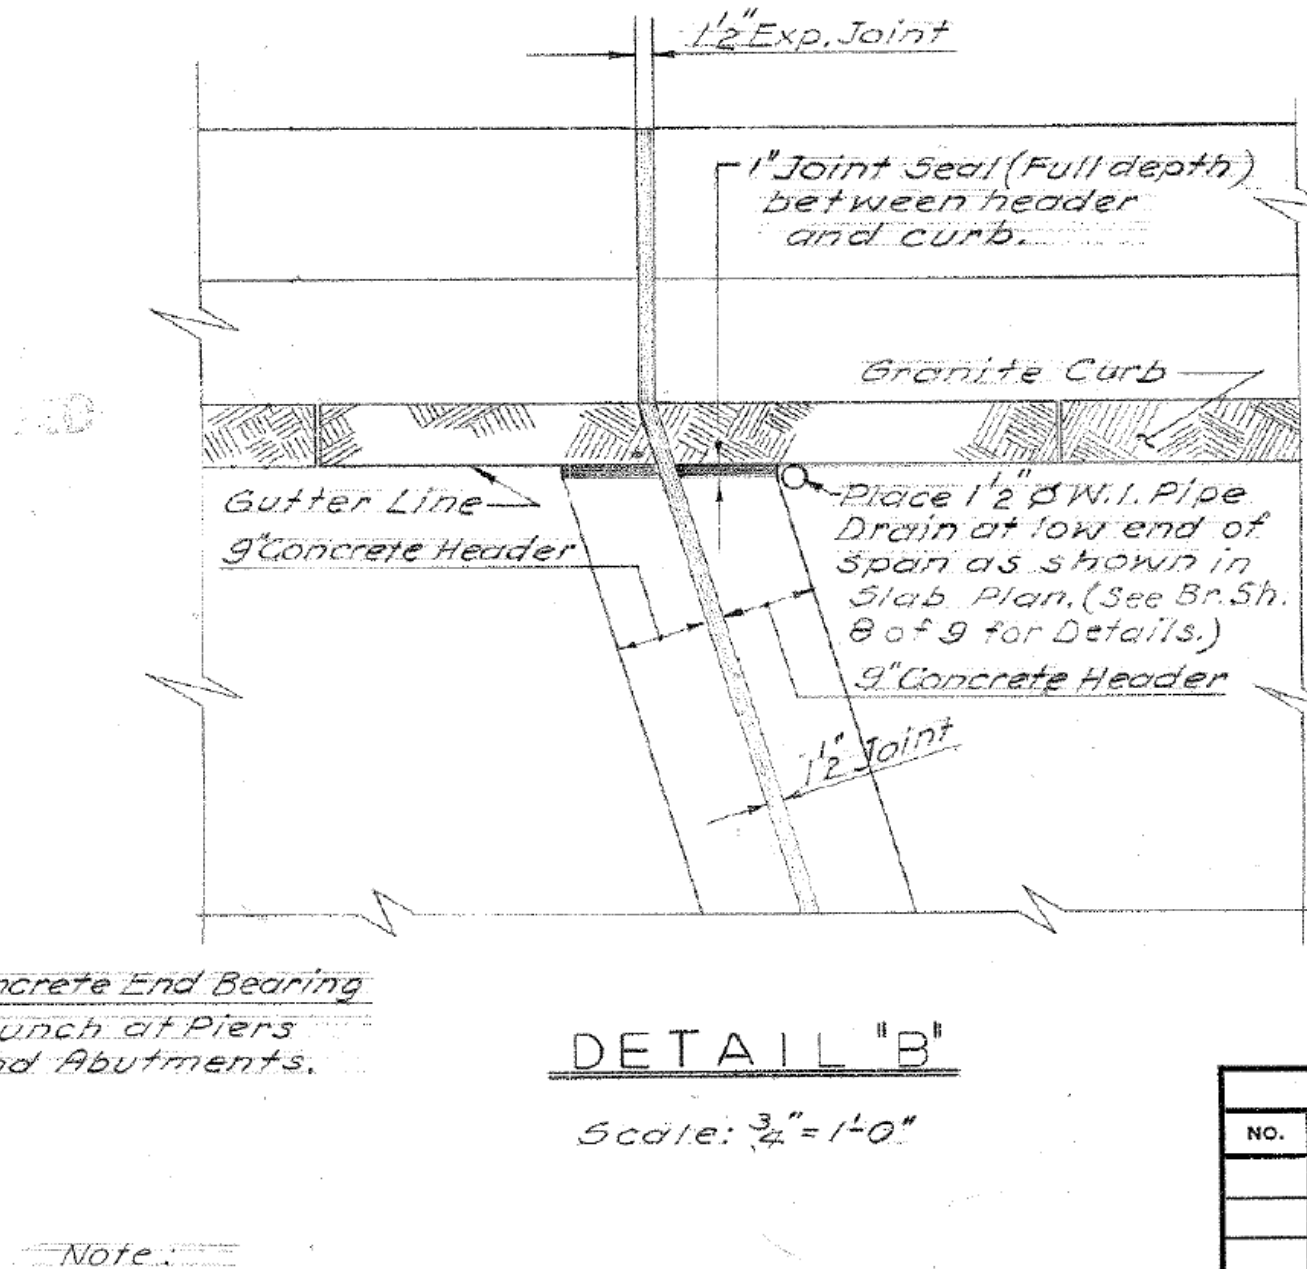 1½" Exp. Joint
1" Joint Seal (Full depth)
between header
and curb.
Granite Curb
Gutter Line
9" Concrete Header
Place 1½" Ø W.I. Pipe
Drain at low end of
span as shown in
Slab Plan. (See Br. Sh.
8 of 9 for Details.)
9" Concrete Header
1½" Joint
ncrete End Bearing
unch at Piers
nd Abutments.
DETAIL "B"
Scale: ¾" = 1'-0"
NO.
Note: